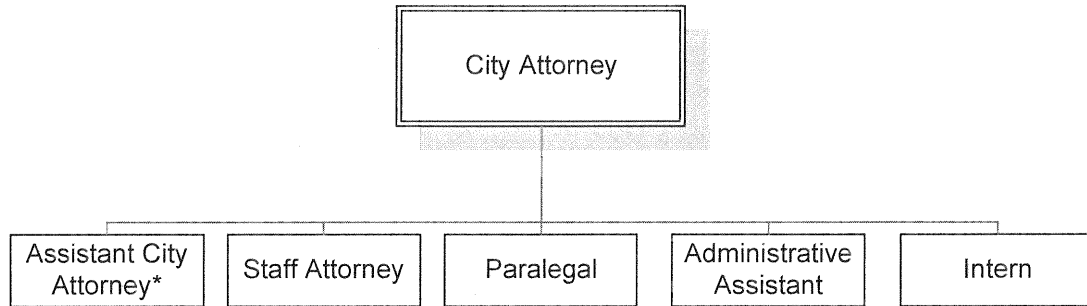 City Attorney
Assistant City
Attorney*
Staff Attorney
Paralegal
Administrative
Assistant
Intern